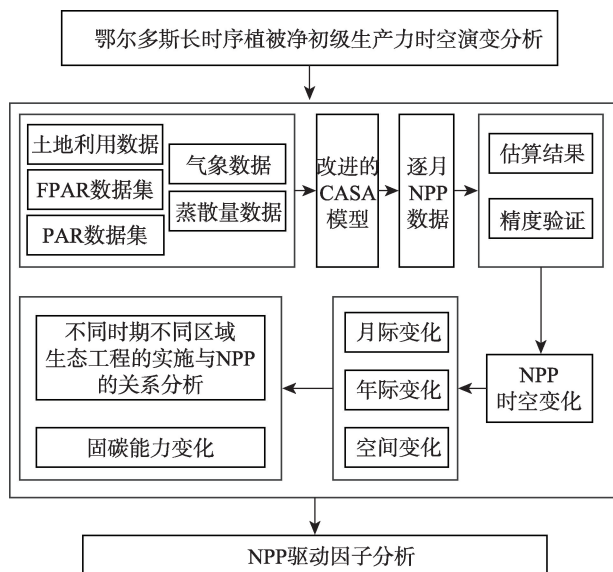 鄂尔多斯长时序植被净初级生产力时空演变分析
土地利用数据
FPAR数据集
PAR数据集
气象数据
蒸散量数据
改进的
CASA
模型
逐月
NPP
数据
估算结果
精度验证
NPP
时空变化
月际变化
年际变化
空间变化
不同时期不同区域
生态工程的实施与NPP
的关系分析
固碳能力变化
NPP驱动因子分析